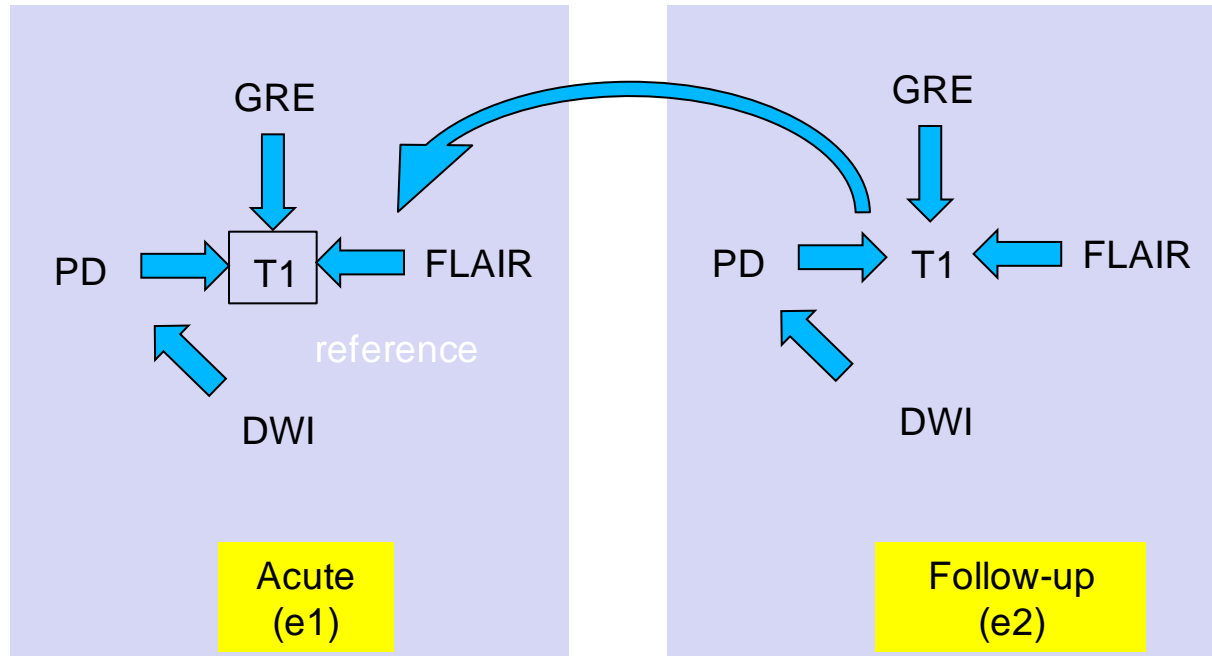 GRE
PD
T1
FLAIR
reference
DWI
Acute
(e1)
GRE
PD
T1
FLAIR
DWI
Follow-up
(e2)